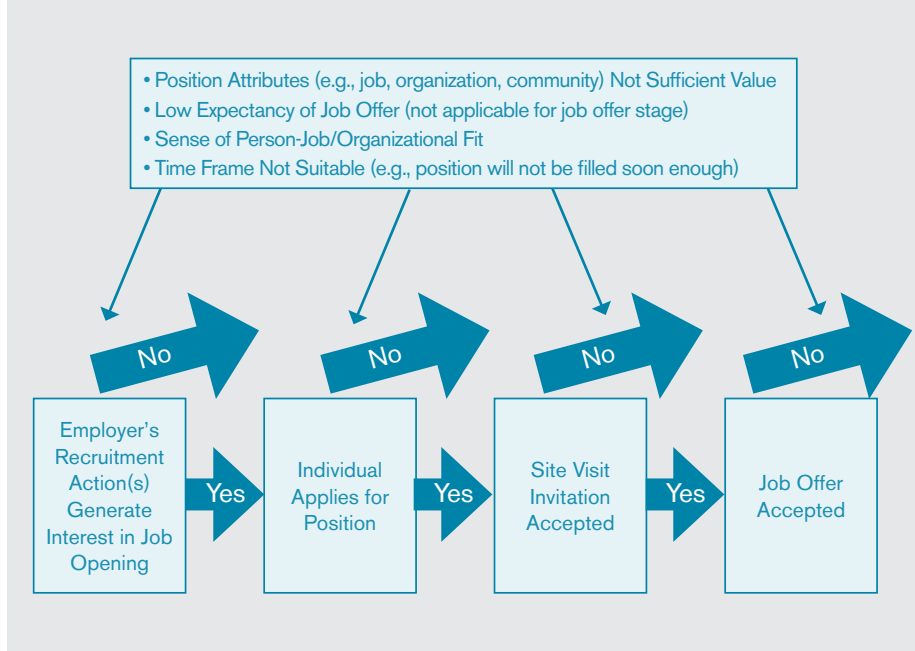 • Position Attributes (e.g., job, organization, community) Not Sufficient Value
• Low Expectancy of Job Offer (not applicable for job offer stage)
• Sense of Person-Job/Organizational Fit
• Time Frame Not Suitable (e.g., position will not be filled soon enough)
No
No
No
No
Employer’s
Recruitment
Action(s)
Generate
Interest in Job
Opening
Yes
Individual
Applies for
Position
Yes
Site Visit
Invitation
Accepted
Yes
Job Offer
Accepted